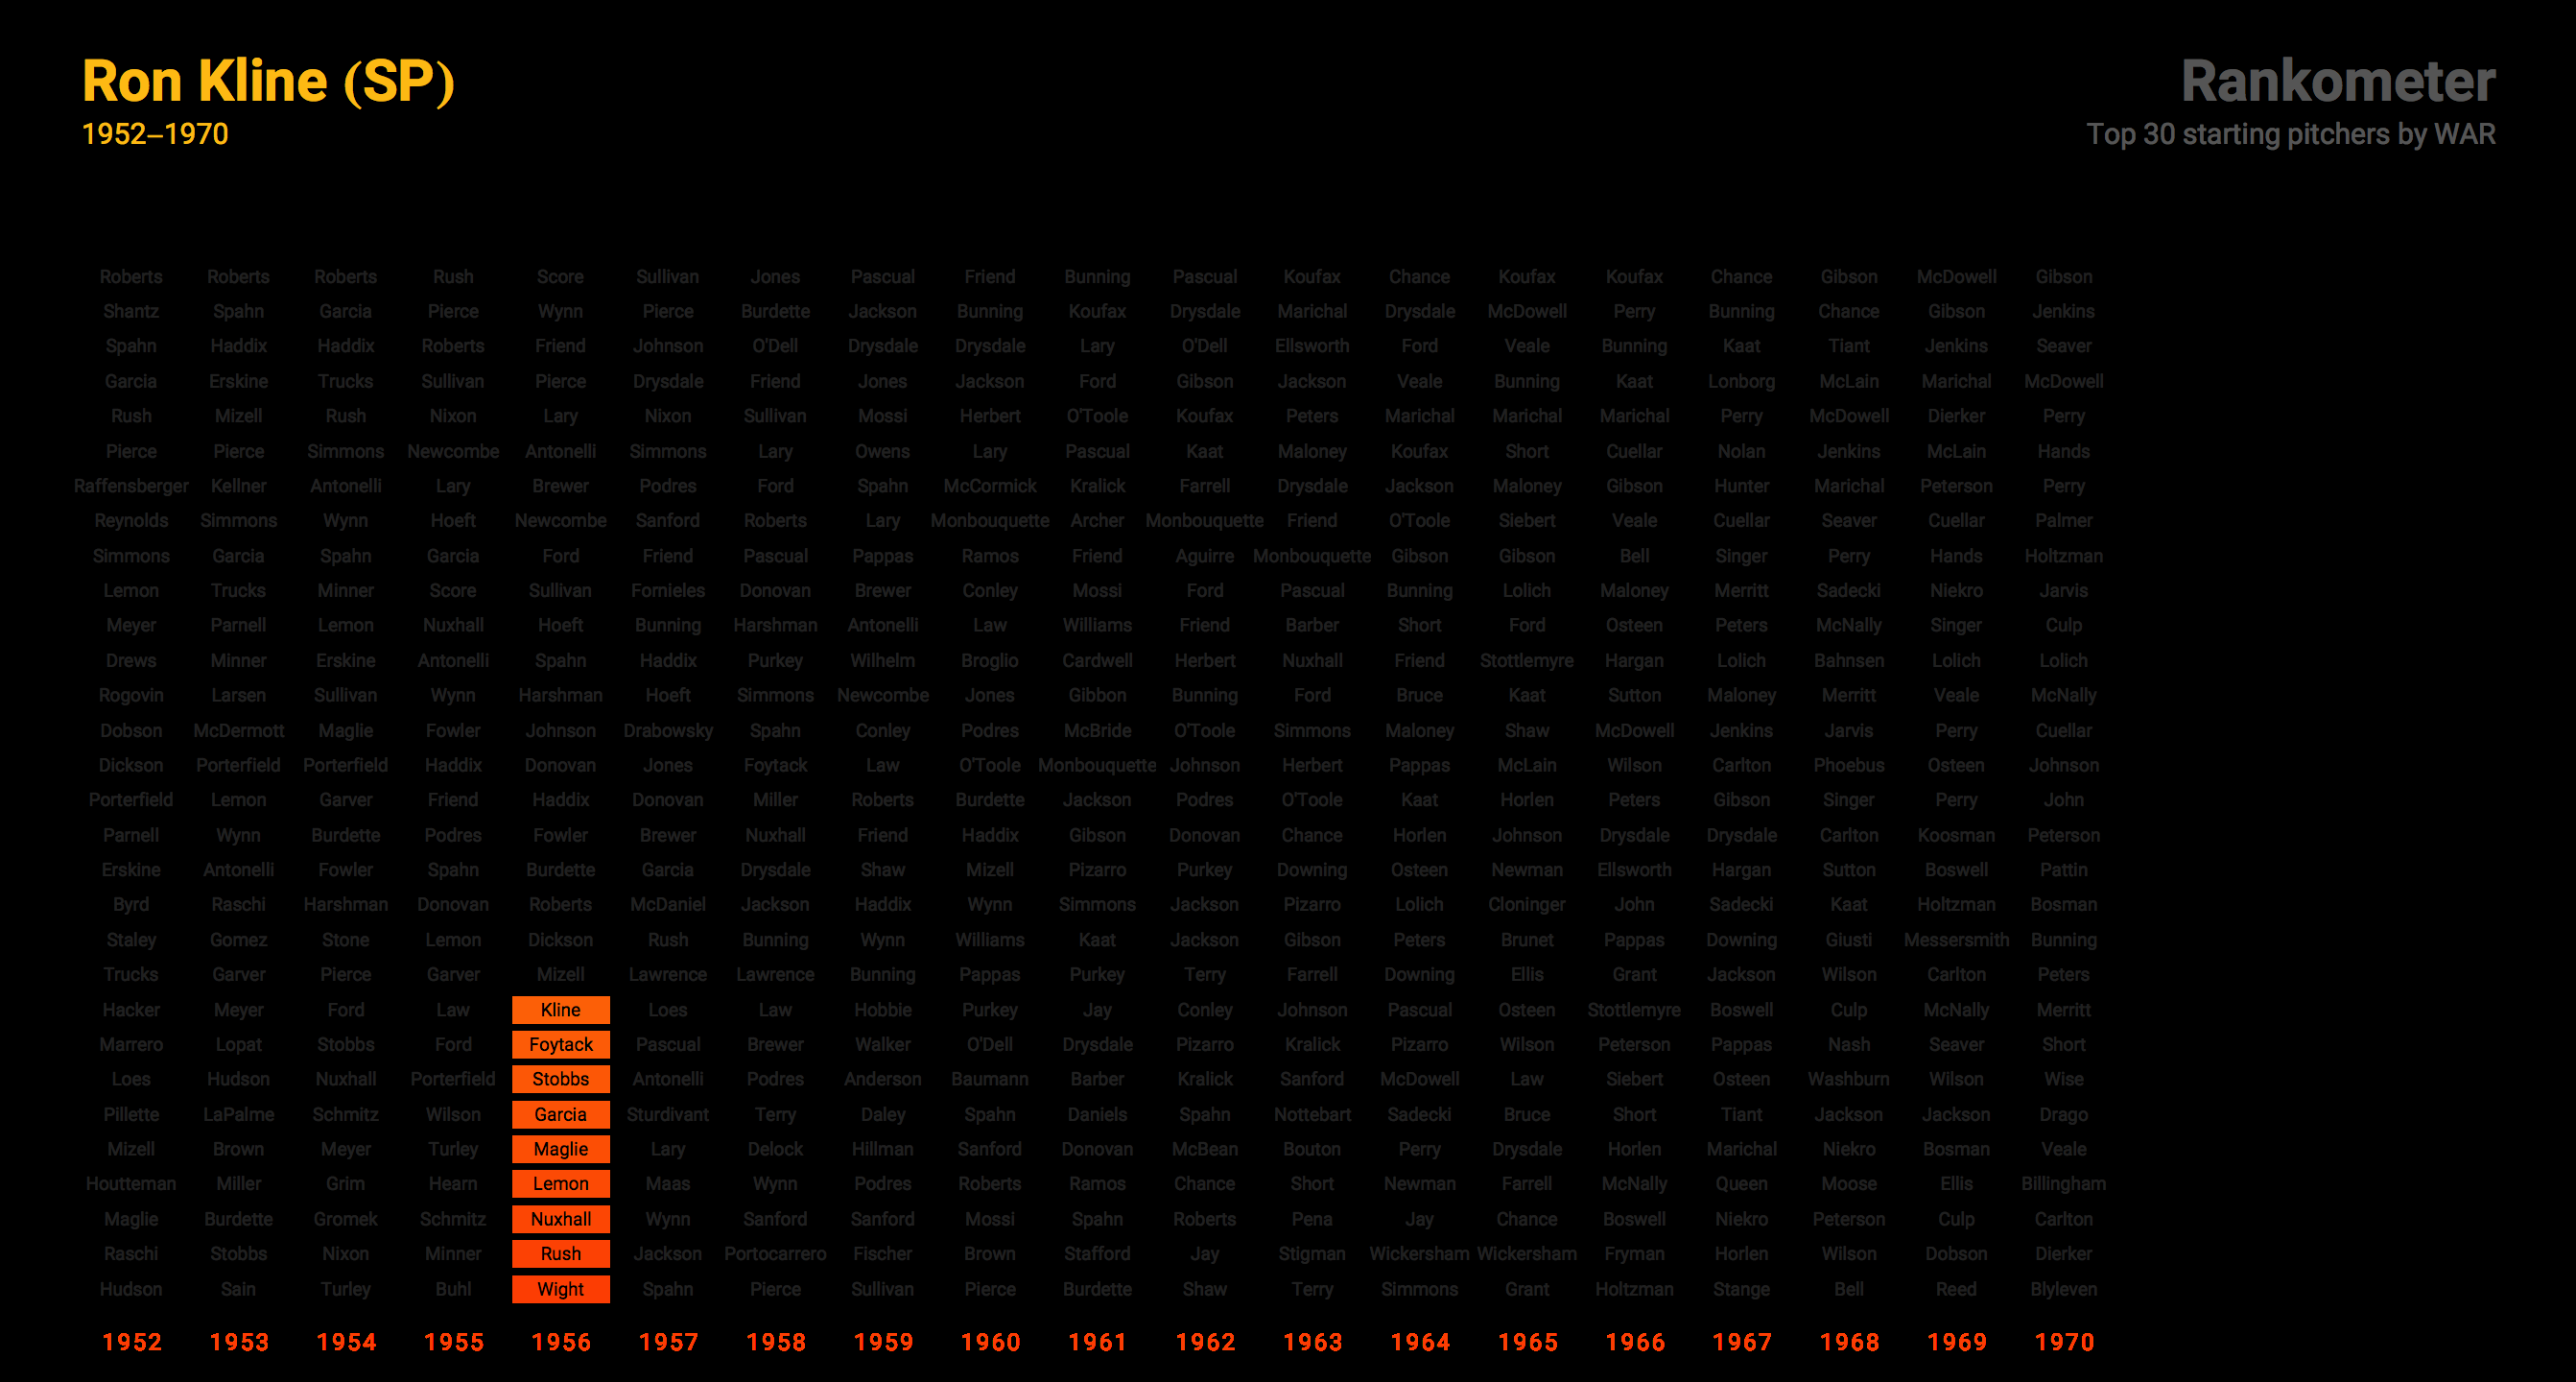 Ron Kline (SP)
1952–1970
Rankometer
Top 30 starting pitchers by WAR
Roberts Roberts Roberts Rush Score Sullivan Jones Pascual Friend Bunning Pascual Koufax Chance Koufax Koufax Chance Gibson McDowell Gibson
Shantz Spahn Garcia Pierce Wynn Pierce Burdette Jackson Bunning Koufax Drysdale Marichal Drysdale McDowell Perry Bunning Chance Gibson Jenkins
Spahn Haddix Haddix Roberts Friend Johnson O'Dell Drysdale Drysdale Lary O'Dell Ellsworth Ford Veale Bunning Kaat Tiant Jenkins Seaver
Garcia Erskine Trucks Sullivan Pierce Drysdale Friend Jones Jackson Ford Gibson Jackson Veale Bunning Kaat Lonborg McLain Marichal McDowell
Rush Mizell Rush Nixon Lary Nixon Sullivan Mossi Herbert O'Toole Koufax Peters Marichal Marichal Marichal Perry McDowell Dierker Perry
Pierce Pierce Simmons Newcombe Antonelli Simmons Lary Owens Lary Pascual Kaat Maloney Koufax Short Cuellar Nolan Jenkins McLain Hands
Raffensberger Kellner Antonelli Lary Brewer Podres Ford Spahn McCormick Kralick Farrell Drysdale Jackson Maloney Gibson Hunter Marichal Peterson Perry
Reynolds Simmons Wynn Hoeft Newcombe Sanford Roberts Lary Monbouquette Archer Monbouquette Friend O'Toole Siebert Veale Cuellar Seaver Cuellar Palmer
Simmons Garcia Spahn Garcia Ford Friend Pascual Pappas Ramos Friend Aguirre Monbouquette Gibson Gibson Bell Singer Perry Hands Holtzman
Lemon Trucks Minner Score Sullivan Fornieles Donovan Brewer Conley Mossi Ford Pascual Bunning Lolich Maloney Merritt Sadecki Niekro Jarvis
Meyer Parnell Lemon Nuxhall Hoeft Bunning Harshman Antonelli Law Williams Friend Barber Short Ford Osteen Peters McNally Singer Culp
Drews Minner Erskine Antonelli Spahn Haddix Purkey Wilhelm Broglio Cardwell Herbert Nuxhall Friend Stottlemyre Hargan Lolich Bahnsen Lolich Lolich
Rogovin Larsen Sullivan Wynn Harshman Hoeft Simmons Newcombe Jones Gibbon Bunning Ford Bruce Kaat Sutton Maloney Merritt Veale McNally
Dobson McDermott Maglie Fowler Johnson Drabowsky Spahn Conley Podres McBride O'Toole Simmons Maloney Shaw McDowell Jenkins Jarvis Perry Cuellar
Dickson Porterfield Porterfield Haddix Donovan Jones Foytack Law O'Toole Monbouquette Johnson Herbert Pappas McLain Wilson Carlton Phoebus Osteen Johnson
Porterfield Lemon Garver Friend Haddix Donovan Miller Roberts Burdette Jackson Podres O'Toole Kaat Horlen Peters Gibson Singer Perry John
Parnell Wynn Burdette Podres Fowler Brewer Nuxhall Friend Haddix Gibson Donovan Chance Horlen Johnson Drysdale Drysdale Carlton Koosman Peterson
Erskine Antonelli Fowler Spahn Burdette Garcia Drysdale Shaw Mizell Pizarro Purkey Downing Osteen Newman Ellsworth Hargan Sutton Boswell Pattin
Byrd Raschi Harshman Donovan Roberts McDaniel Jackson Haddix Wynn Simmons Jackson Pizarro Lolich Cloninger John Sadecki Kaat Holtzman Bosman
Staley Gomez Stone Lemon Dickson Rush Bunning Wynn Williams Kaat Jackson Gibson Peters Brunet Pappas Downing Giusti Messersmith Bunning
Trucks Garver Pierce Garver Mizell Lawrence Lawrence Bunning Pappas Purkey Terry Farrell Downing Ellis Grant Jackson Wilson Carlton Peters
Hacker Meyer Ford Law Kline Loes Law Hobbie Purkey Jay Conley Johnson Pascual Osteen Stottlemyre Boswell Culp McNally Merritt
Marrero Lopat Stobbs Ford Foytack Pascual Brewer Walker O'Dell Drysdale Pizarro Kralick Pizarro Wilson Peterson Pappas Nash Seaver Short
Loes Hudson Nuxhall Porterfield Stobbs Antonelli Podres Anderson Baumann Barber Kralick Sanford McDowell Law Siebert Osteen Washburn Wilson Wise
Pillette LaPalme Schmitz Wilson Garcia Sturdivant Terry Daley Spahn Daniels Spahn Nottebart Sadecki Bruce Short Tiant Jackson Jackson Drago
Mizell Brown Meyer Turley Maglie Lary Delock Hillman Sanford Donovan McBean Bouton Perry Drysdale Horlen Marichal Niekro Bosman Veale
Houtteman Miller Grim Hearn Lemon Maas Wynn Podres Roberts Ramos Chance Short Newman Farrell McNally Queen Moose Ellis Billingham
Maglie Burdette Gromek Schmitz Nuxhall Wynn Sanford Sanford Mossi Spahn Roberts Pena Jay Chance Boswell Niekro Peterson Culp Carlton
Raschi Stobbs Nixon Minner Rush Jackson Portocarrero Fischer Brown Stafford Jay Stigman Wickersham Wickersham Fryman Horlen Wilson Dobson Dierker
Hudson Sain Turley Buhl Wight Spahn Pierce Sullivan Pierce Burdette Shaw Terry Simmons Grant Holtzman Stange Bell Reed Blyleven
1952 1953 1954 1955 1956 1957 1958 1959 1960 1961 1962 1963 1964 1965 1966 1967 1968 1969 1970